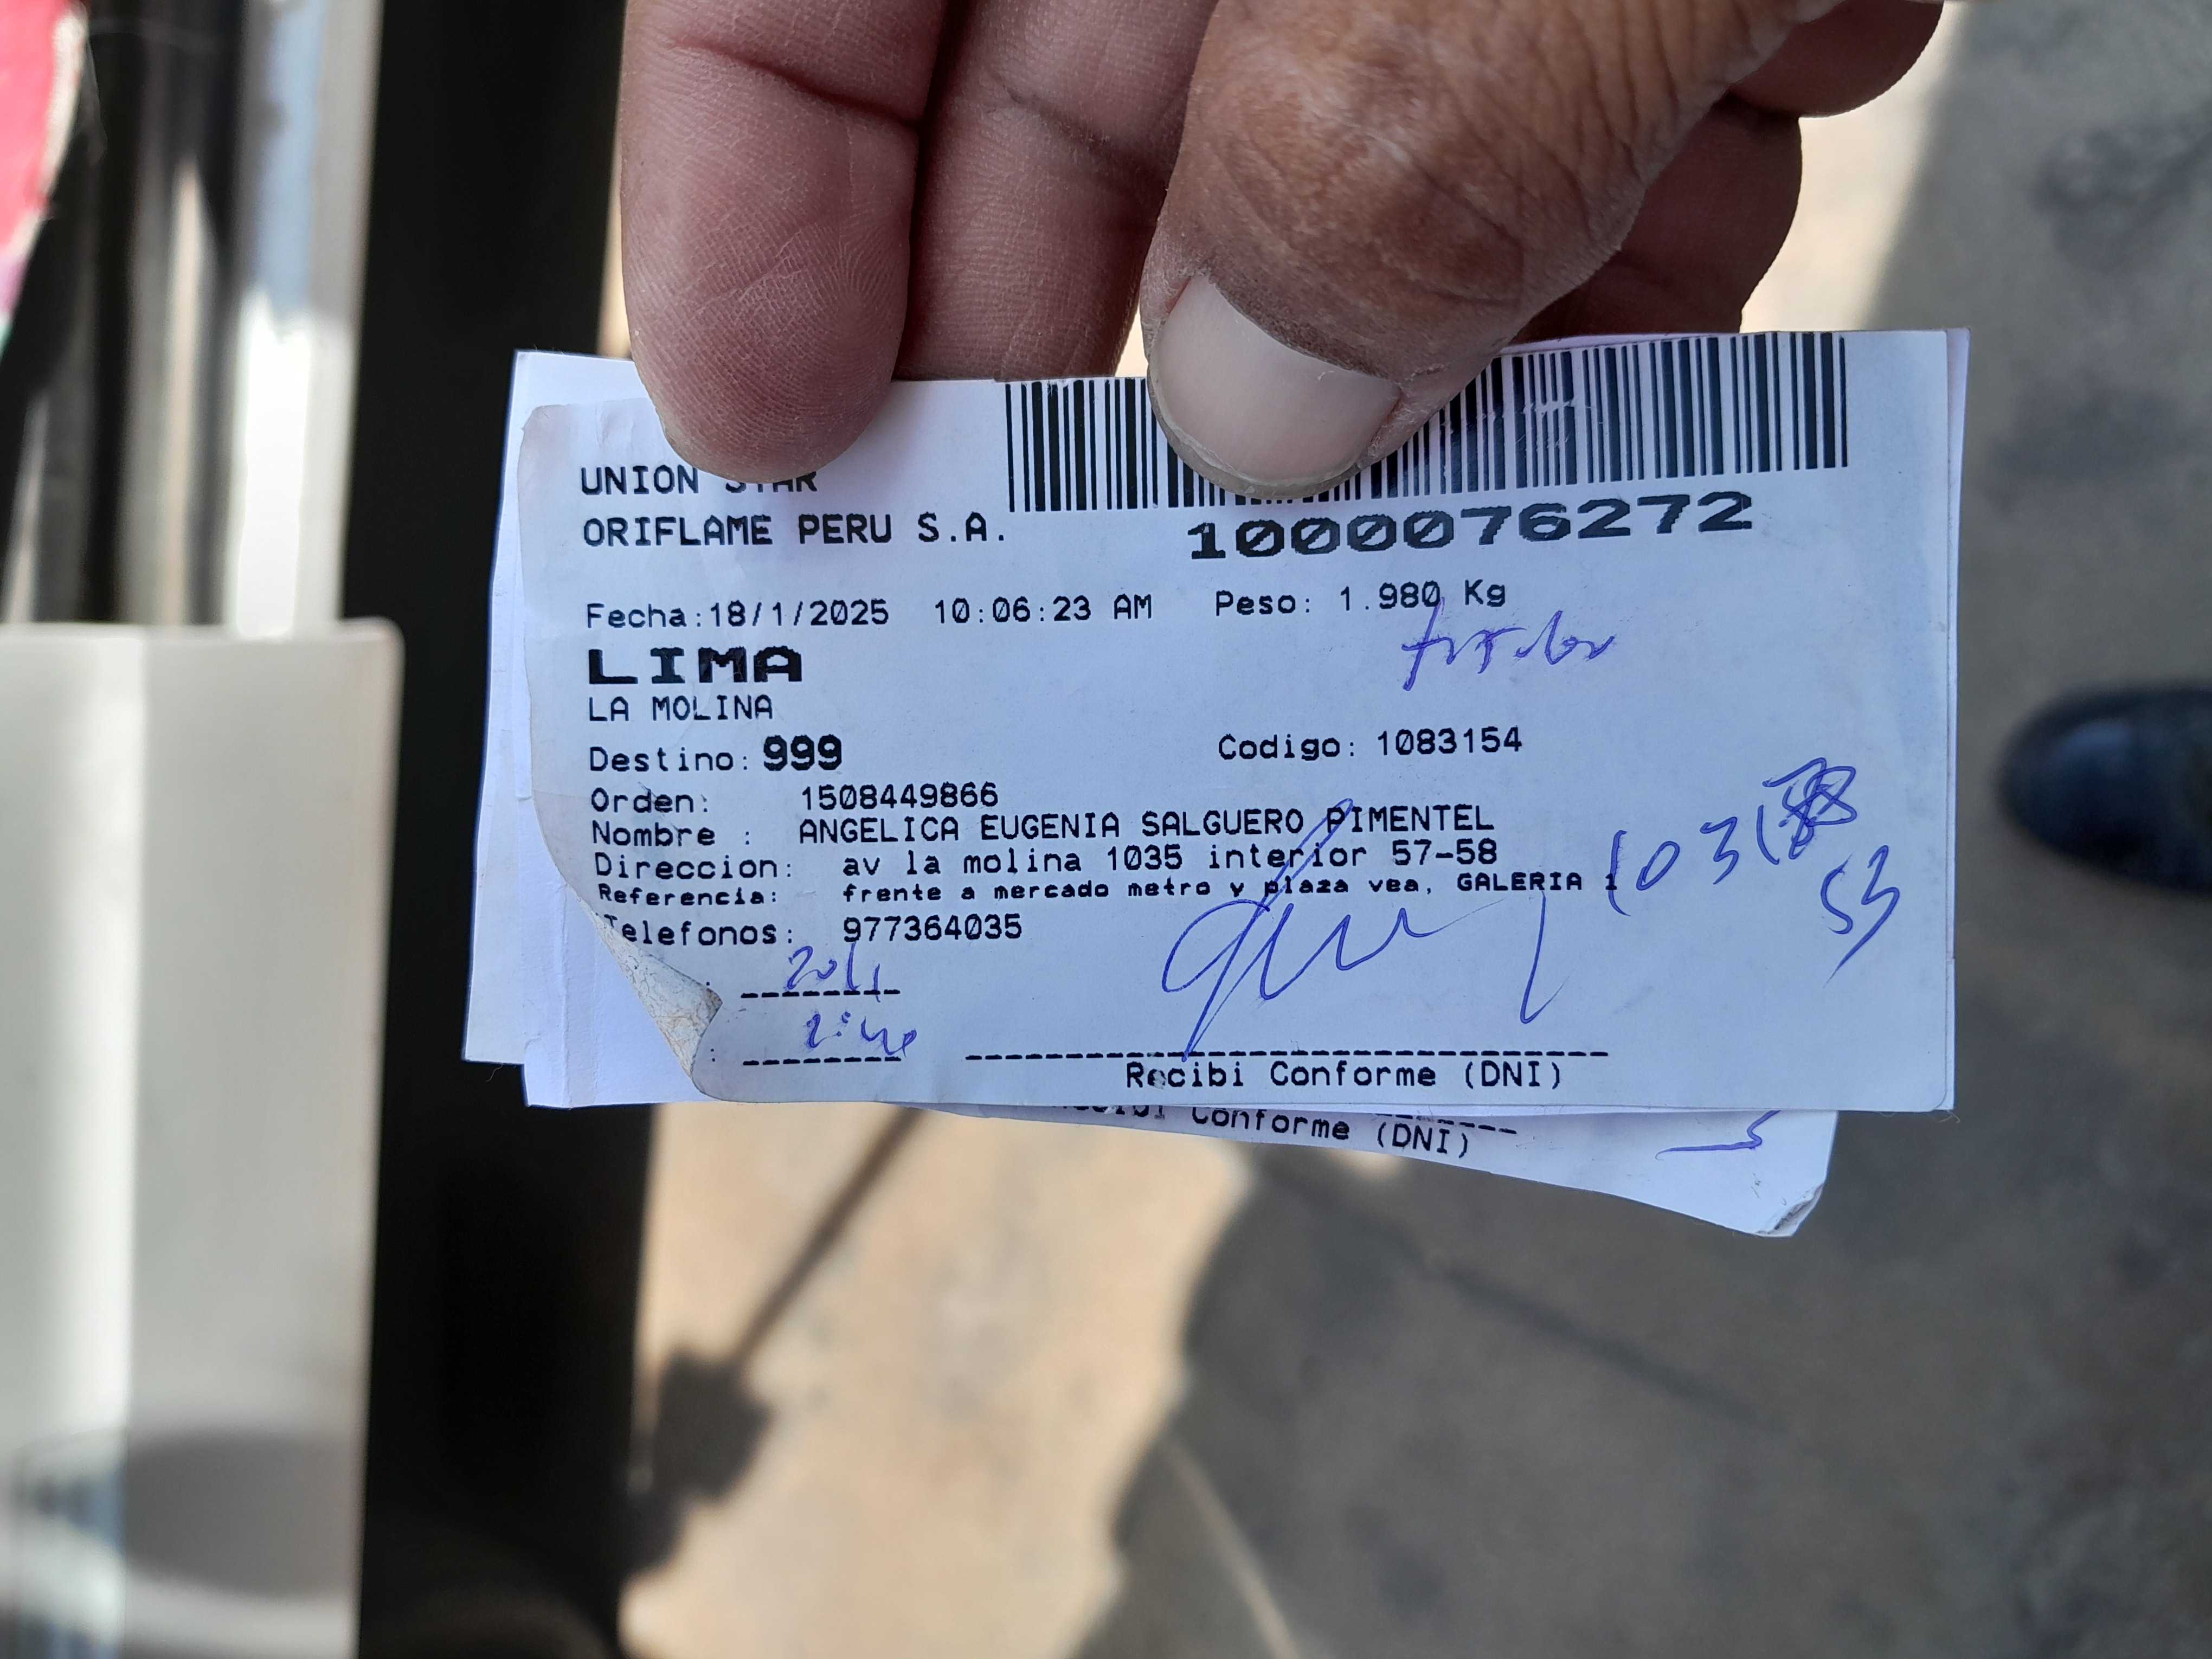 UNION STAR
ORIFLAME PERU S.A.
1000076272
Fecha:18/1/2025 10:06:23 AM Peso: 1.980 Kg
LIMA
LA MOLINA
Destino: 999 Codigo: 1083154
Orden: 1508449866
Nombre : ANGELICA EUGENIA SALGUERO PIMENTEL
Direccion: av la molina 1035 interior 57-58
Referencia: frente a mercado metro y plaza vea, GALERIA 1
Telefonos: 977364035
53
Recibi Conforme (DNI)
Conforme (DNI)